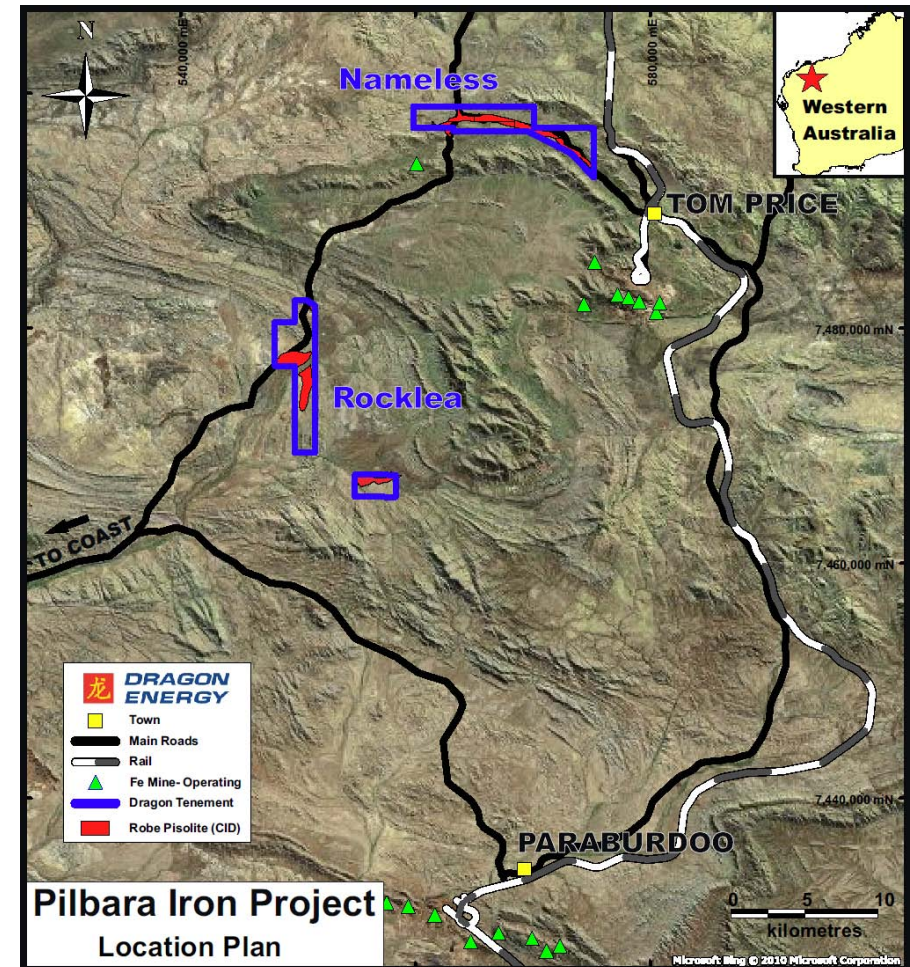 N
540,000 mE
580,000 mE
Western
Australia
Nameless
TOM PRICE
7,480,000 mN
Rocklea
TO COAST
7,460,000 mN
龙 DRAGON
ENERGY
Town
Main Roads
Rail
Fe Mine- Operating
Dragon Tenement
Robe Pisolite (CID)
7,440,000 mN
PARABURDOO
Pilbara Iron Project
Location Plan
0 5 10
kilometres
Microsoft Bing © 2010 Microsoft Corporation